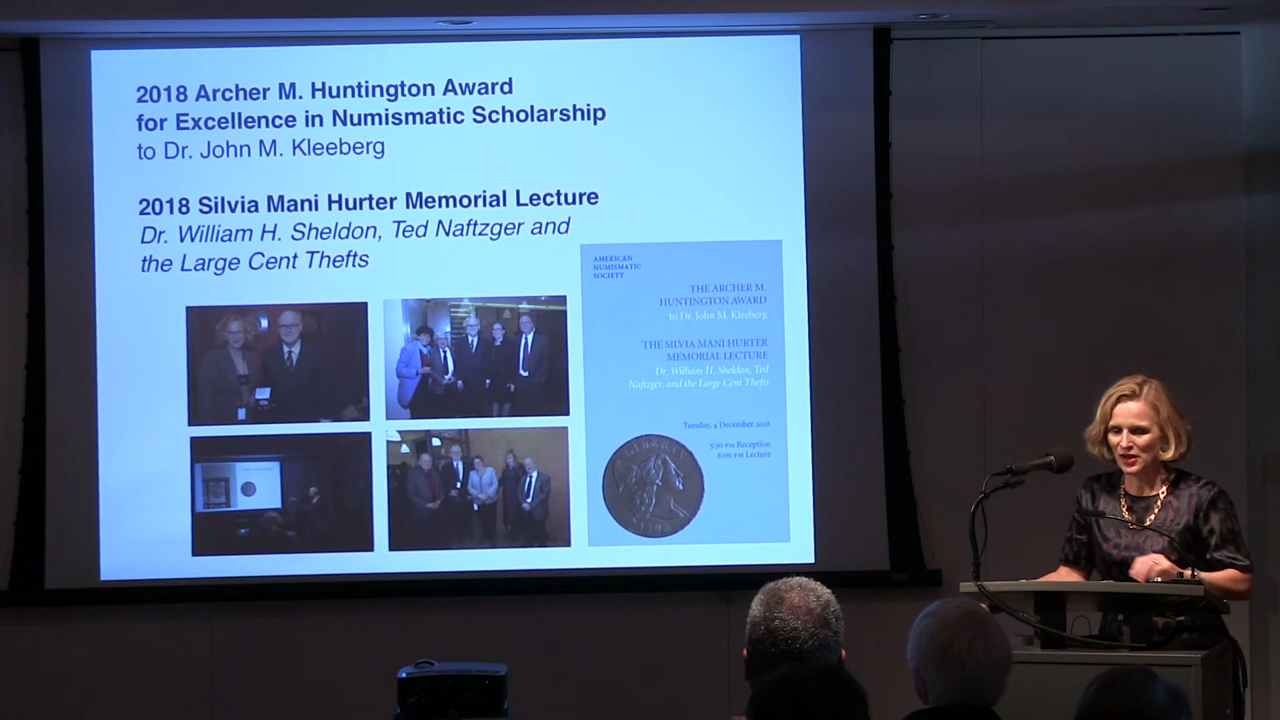 2018 Archer M. Huntington Award
for Excellence in Numismatic Scholarship
to Dr. John M. Kleeberg
2018 Silvia Mani Hurter Memorial Lecture
Dr. William H. Sheldon, Ted Naftzger and
the Large Cent Thefts
AMERICAN
NUMISMATIC
SOCIETY
THE ARCHER M.
HUNTINGTON AWARD
to Dr. John M. Kleeberg
THE SILVIA MANI HURTER
MEMORIAL LECTURE
Dr. William H. Sheldon, Ted
Naftzger, and the Large Cent Thefts
Tuesday, 4 December 2018
5:30 PM Reception
6:00 PM Lecture
LIBERTY
1793